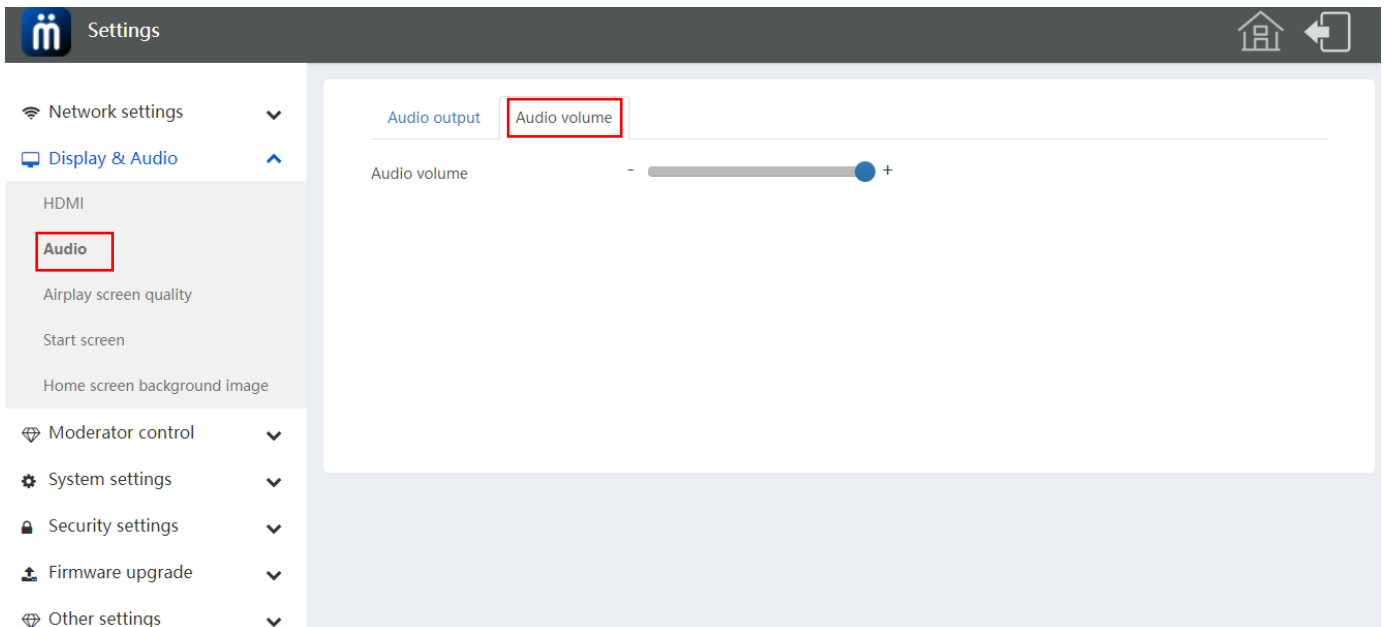 m̈ Settings
Network settings
Display & Audio
HDMI
Audio
Airplay screen quality
Start screen
Home screen background image
Moderator control
System settings
Security settings
Firmware upgrade
Other settings
Audio output Audio volume
Audio volume - +